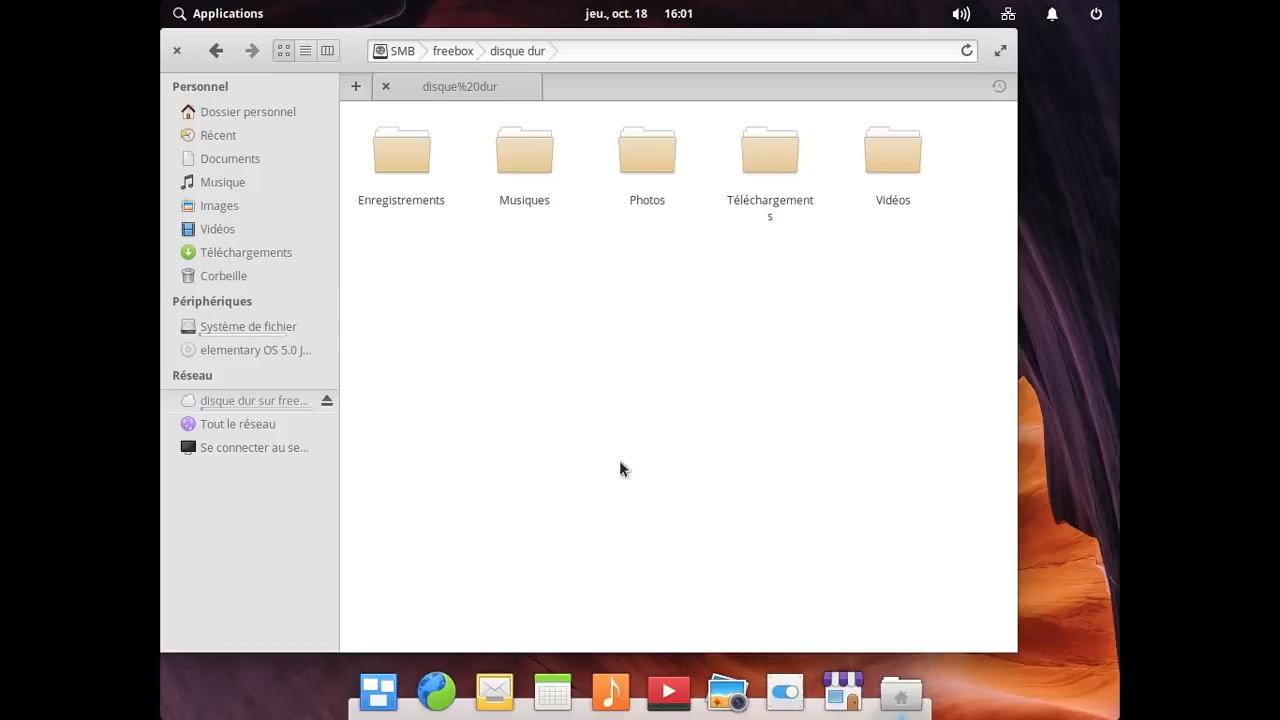 Applications
jeu., oct. 18 16:01
SMB freebox disque dur
disque%20dur
Personnel
Dossier personnel
Récent
Documents
Musique
Images
Vidéos
Téléchargements
Corbeille
Périphériques
Système de fichier
elementary OS 5.0 J...
Réseau
disque dur sur free...
Tout le réseau
Se connecter au se...
Enregistrements
Musiques
Photos
Téléchargement
s
Vidéos